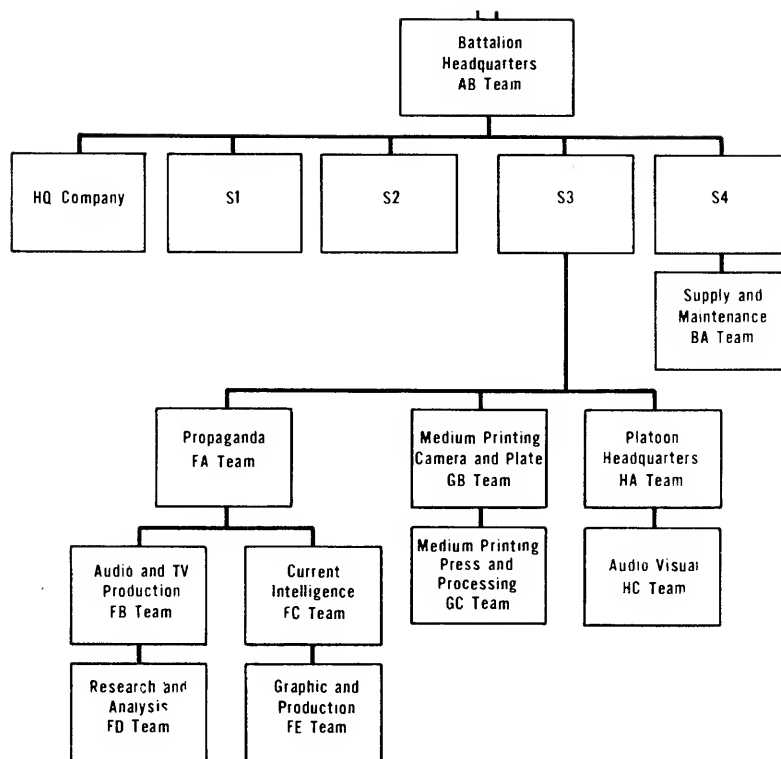 Battalion
Headquarters
AB Team
HQ Company
S1
S2
S3
S4
Supply and
Maintenance
BA Team
Propaganda
FA Team
Medium Printing
Camera and Plate
GB Team
Platoon
Headquarters
HA Team
Audio and TV
Production
FB Team
Current
Intelligence
FC Team
Medium Printing
Press and
Processing
GC Team
Audio Visual
HC Team
Research and
Analysis
FD Team
Graphic and
Production
FE Team